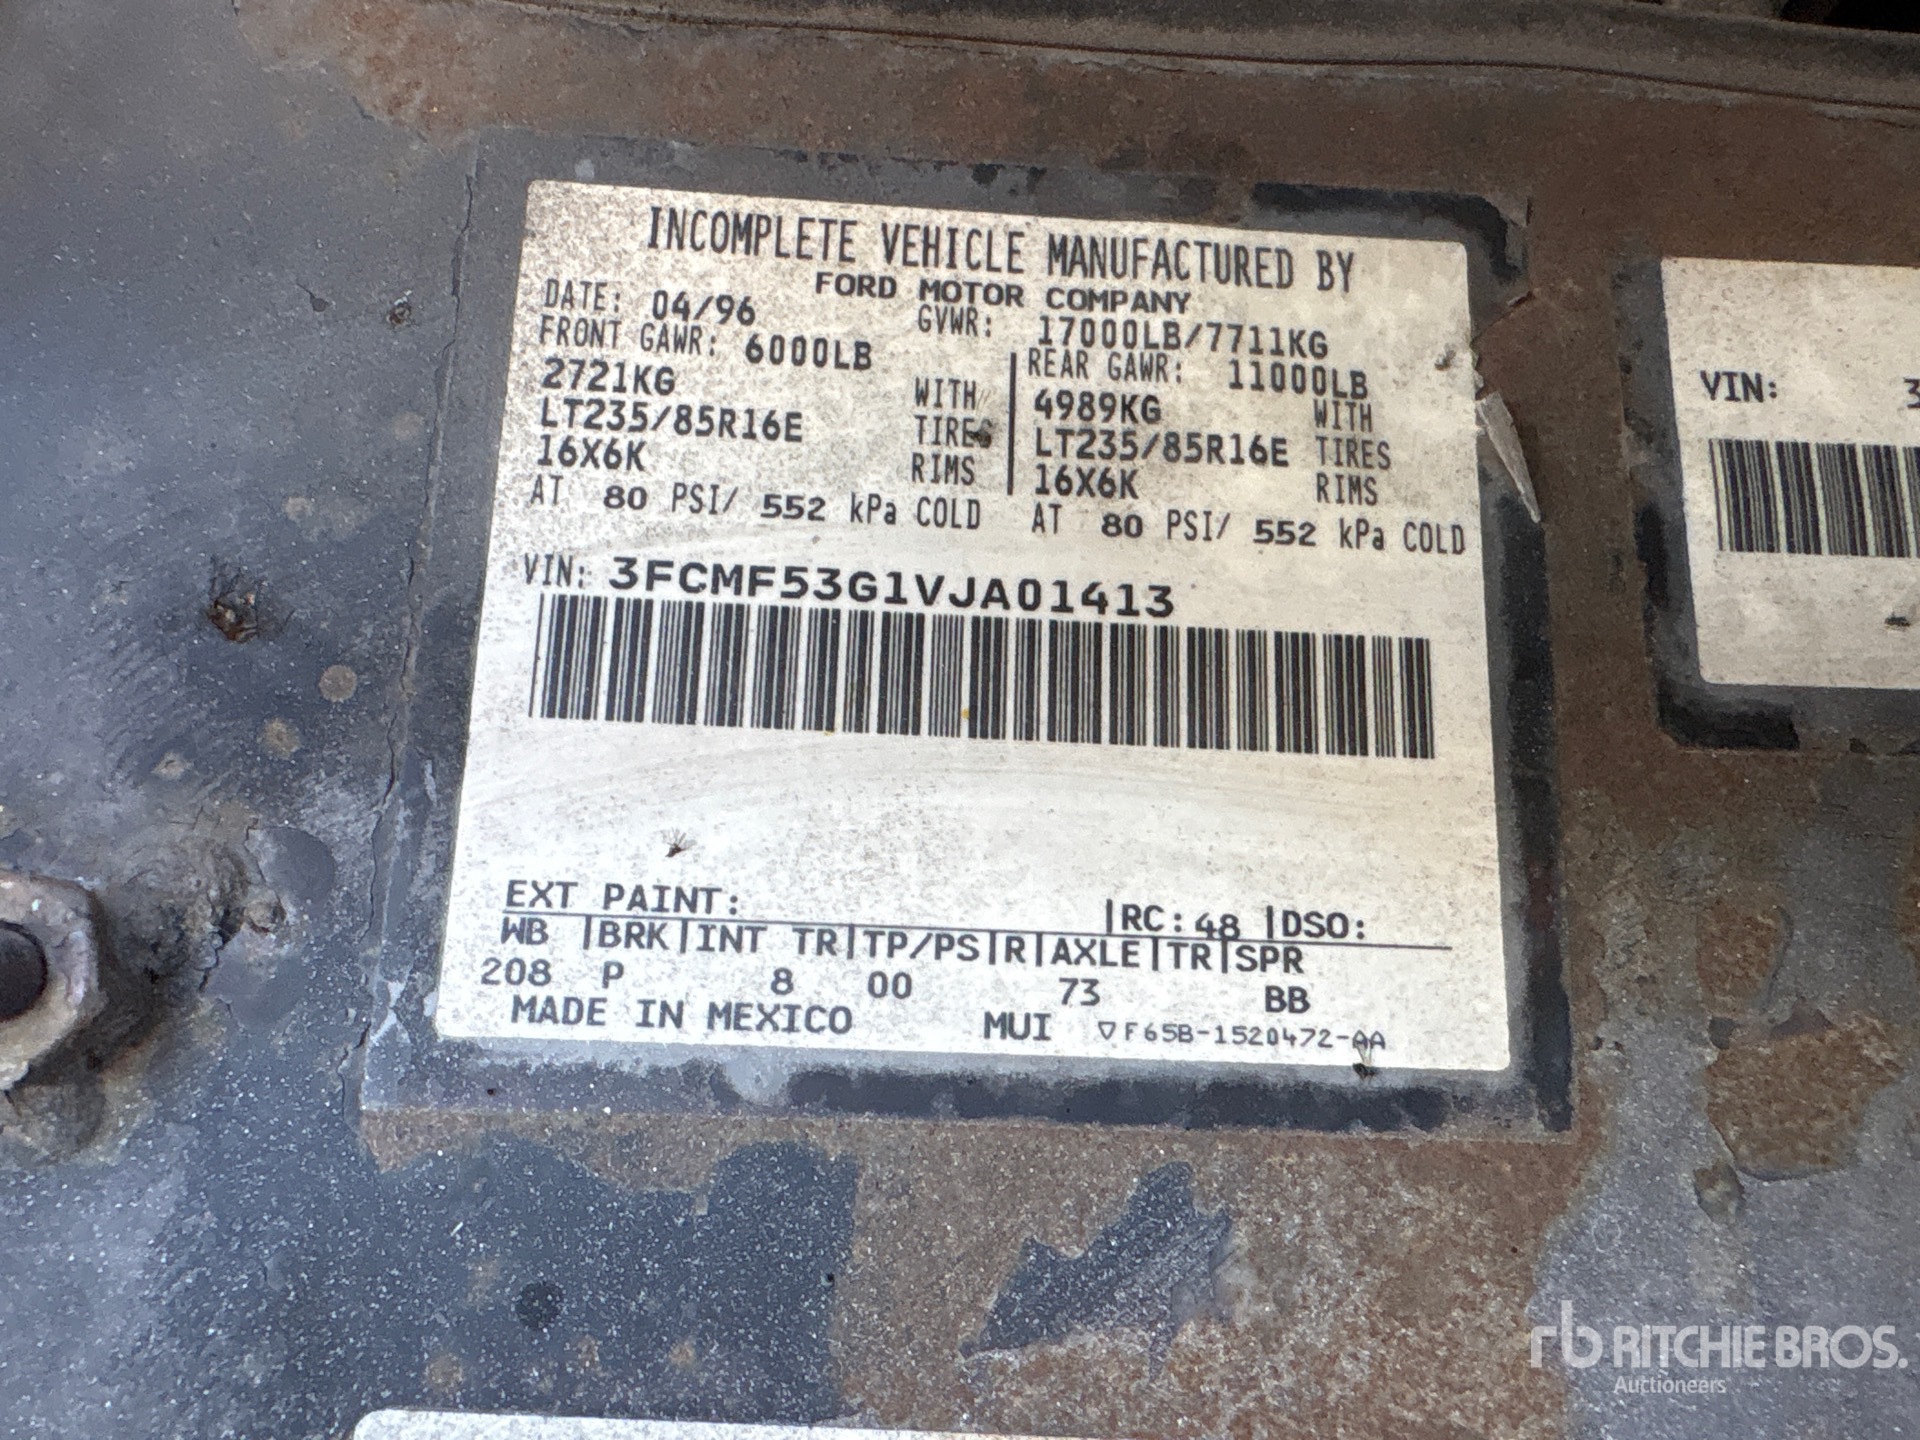 INCOMPLETE VEHICLE MANUFACTURED BY
FORD MOTOR COMPANY
DATE: 04/96 GVWR: 17000LB/7711KG
FRONT GAWR: 6000LB REAR GAWR: 11000LB
2721KG WITH 4989KG WITH
LT235/85R16E TIRES LT235/85R16E TIRES
16X6K RIMS 16X6K RIMS
AT 80 PSI/ 552 kPa COLD AT 80 PSI/ 552 kPa COLD
VIN: 3FCMF53G1VJA01413
EXT PAINT: |RC: 48 |DSO:
WB |BRK|INT TR|TP/PS|R|AXLE|TR|SPR
208 P 8 00 73 BB
MADE IN MEXICO MUI ▽F65B-1520472-AA
VIN: 3
rb RITCHIE BROS.
Auctioneers